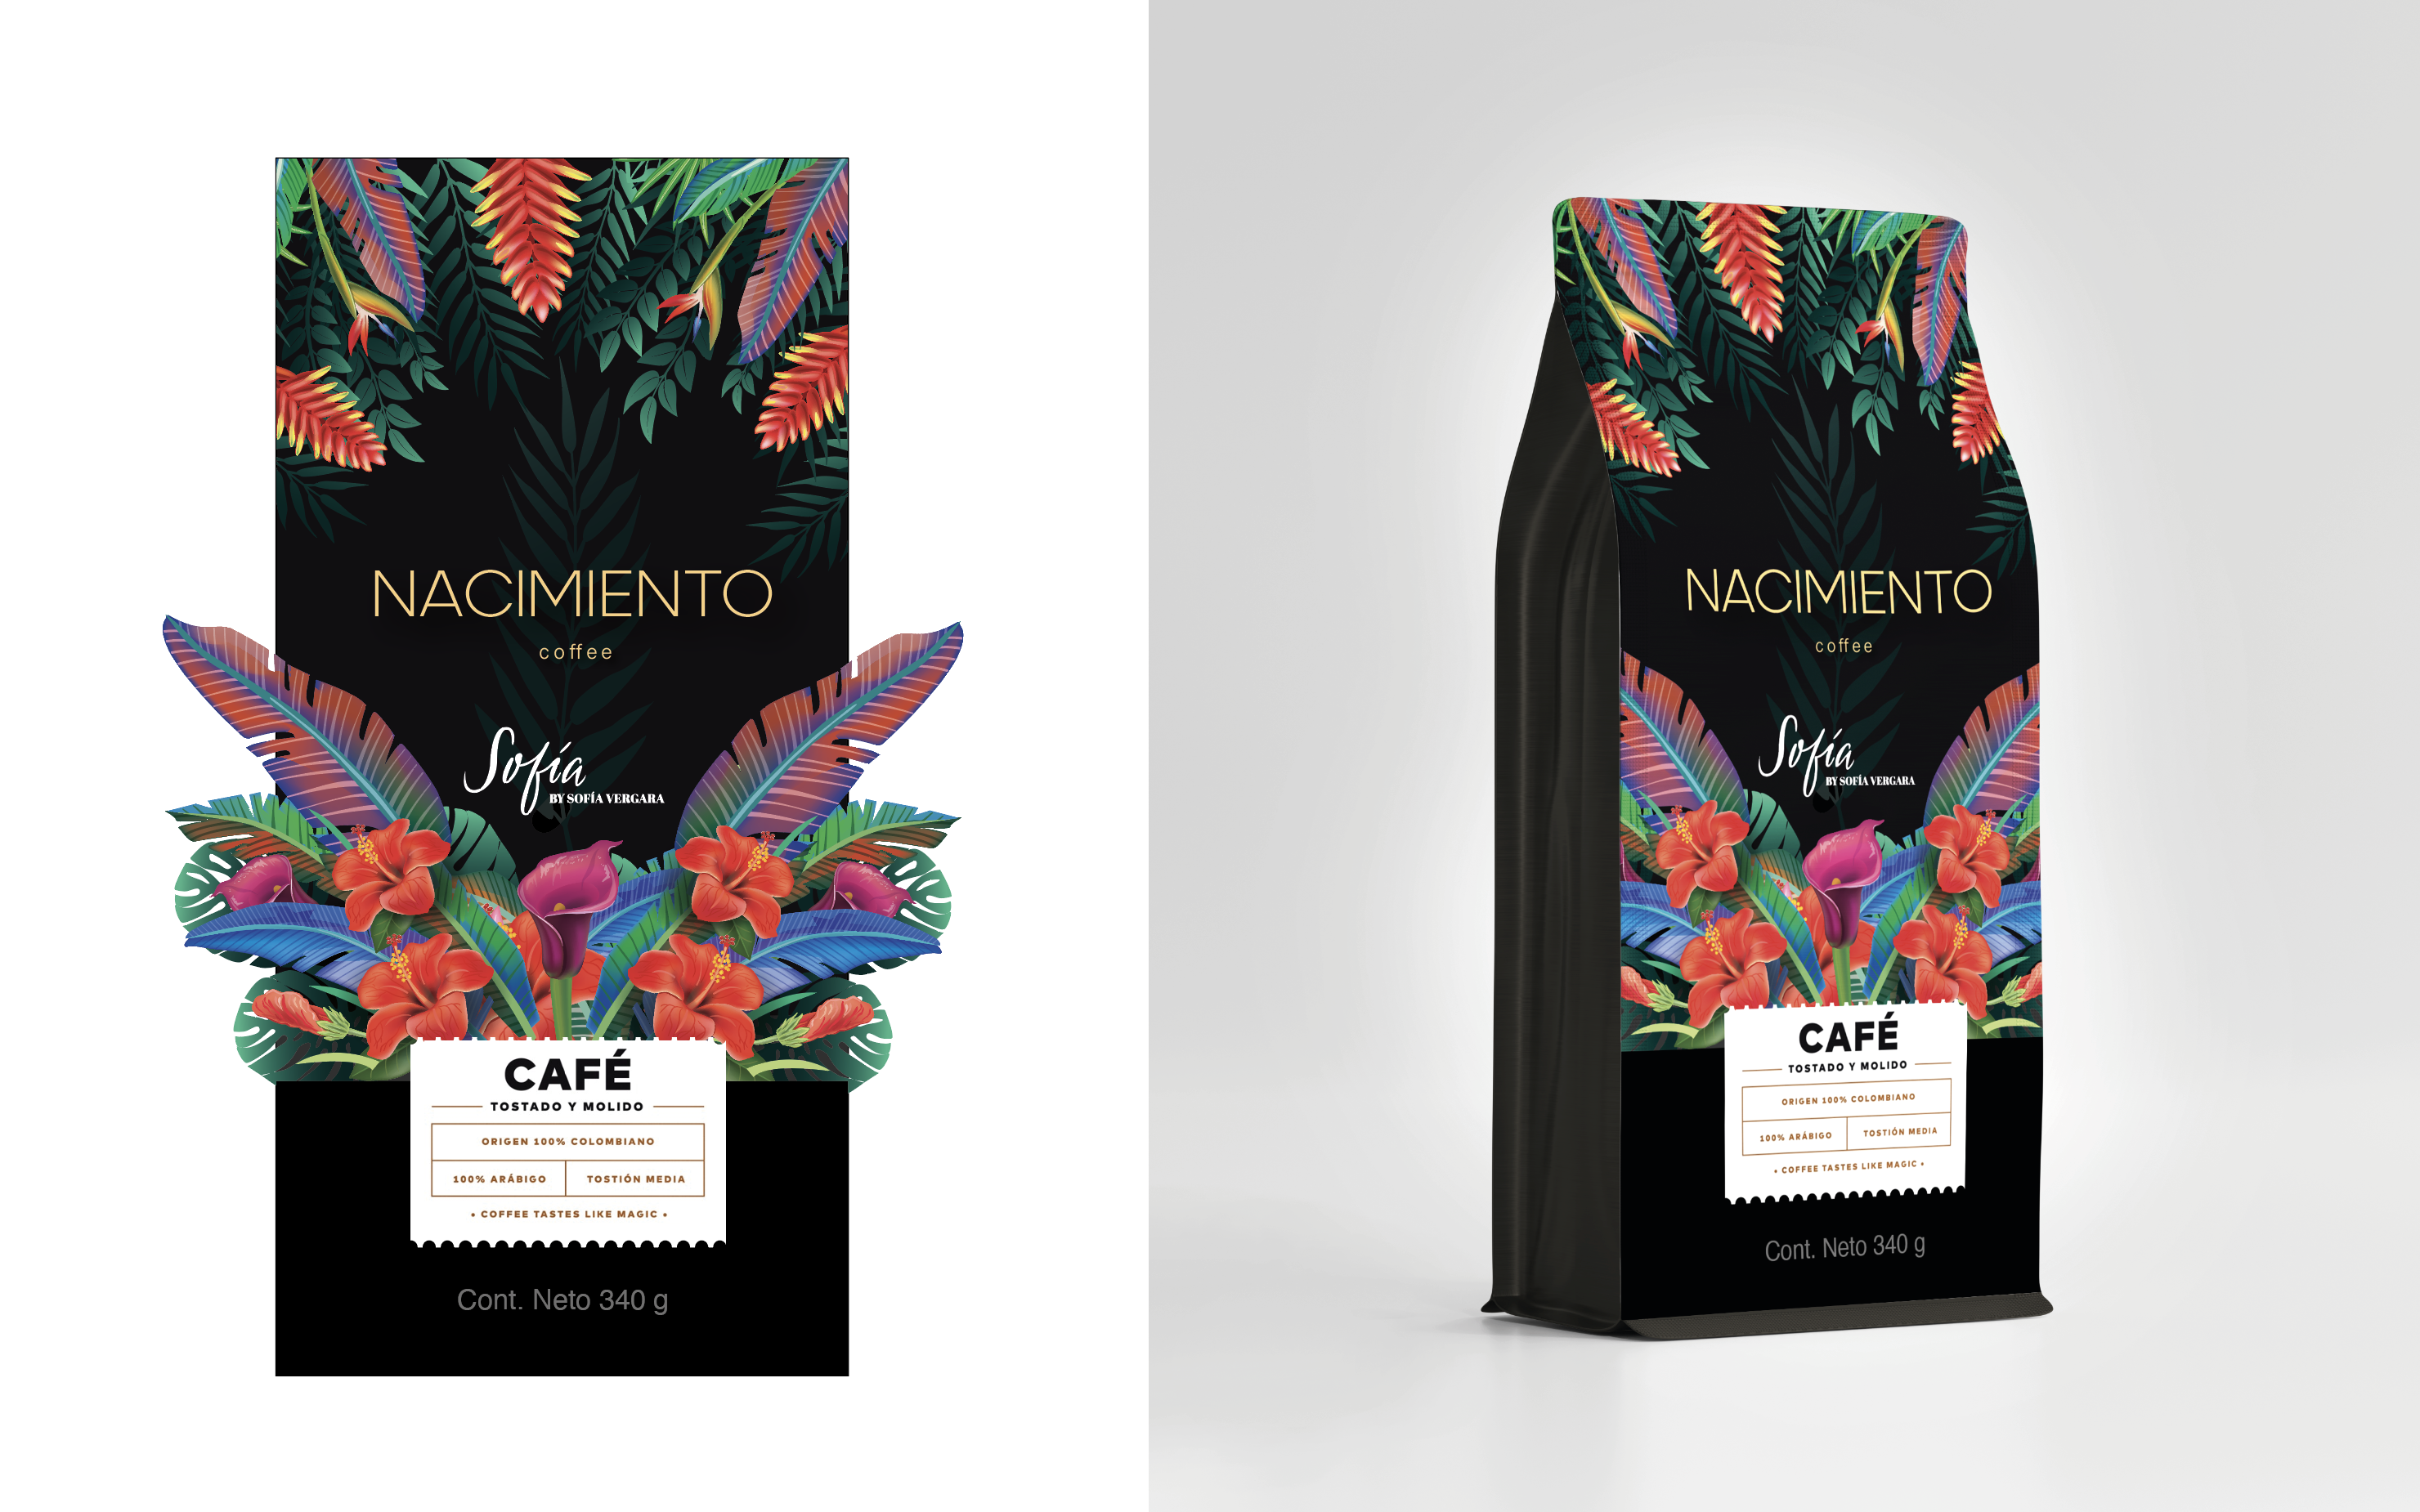 NACIMIENTO
coffee
Sofía
BY SOFÍA VERGARA
CAFÉ
TOSTADO Y MOLIDO
ORIGEN 100% COLOMBIANO
100% ARÁBIGO
TOSTIÓN MEDIA
• COFFEE TASTES LIKE MAGIC •
Cont. Neto 340 g
NACIMIENTO
coffee
Sofía
BY SOFÍA VERGARA
CAFÉ
TOSTADO Y MOLIDO
ORIGEN 100% COLOMBIANO
100% ARÁBIGO
TOSTIÓN MEDIA
• COFFEE TASTES LIKE MAGIC •
Cont. Neto 340 g